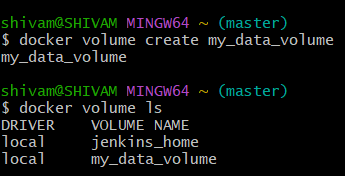 shivam@SHIVAM MINGW64 ~ (master)
$ docker volume create my_data_volume
my_data_volume
shivam@SHIVAM MINGW64 ~ (master)
$ docker volume ls
DRIVER    VOLUME NAME
local     jenkins_home
local     my_data_volume